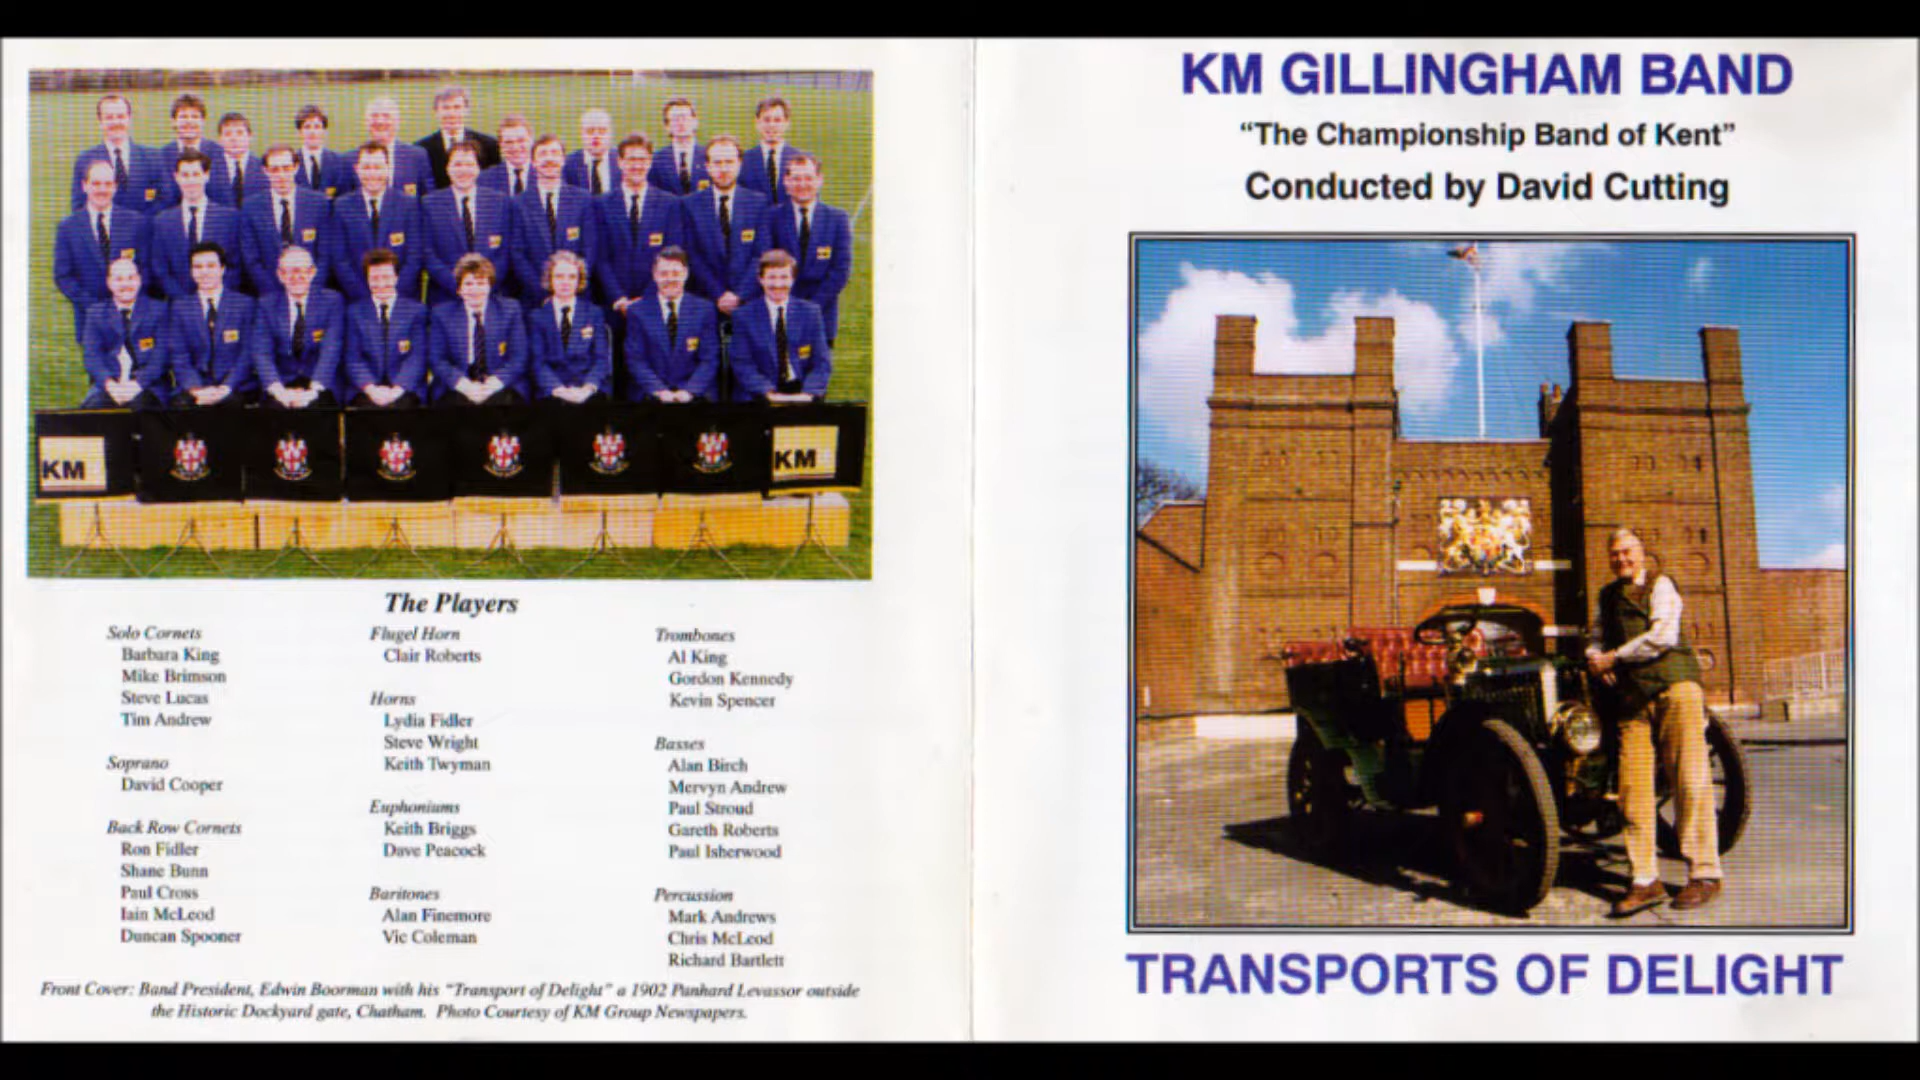 KM
KM
The Players
Solo Cornets
Barbara King
Mike Brimson
Steve Lucas
Tim Andrew
Soprano
David Cooper
Back Row Cornets
Ron Fidler
Shane Bunn
Paul Cross
Iain McLeod
Duncan Spooner
Flugel Horn
Clair Roberts
Horns
Lydia Fidler
Steve Wright
Keith Twyman
Euphoniums
Keith Briggs
Dave Peacock
Baritones
Alan Finemore
Vic Coleman
Trombones
Al King
Gordon Kennedy
Kevin Spencer
Basses
Alan Birch
Mervyn Andrew
Paul Stroud
Gareth Roberts
Paul Isherwood
Percussion
Mark Andrews
Chris McLeod
Richard Bartlett
Front Cover: Band President, Edwin Boorman with his "Transport of Delight" a 1902 Panhard Levassor outside
the Historic Dockyard gate, Chatham. Photo Courtesy of KM Group Newspapers.
KM GILLINGHAM BAND
"The Championship Band of Kent"
Conducted by David Cutting
TRANSPORTS OF DELIGHT